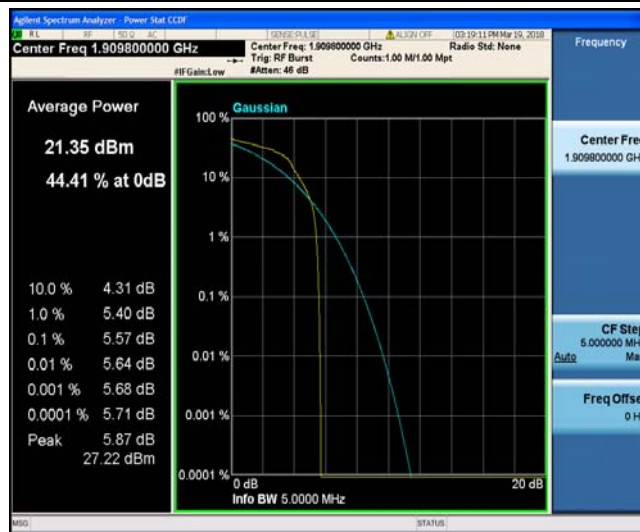 Agilent Spectrum Analyzer - Power Stat CCDF
RL RF 50 Ω AC SENSE:PULSE ALIGN OFF 03:19:11 PM Mar 19, 2018
Center Freq 1.909800000 GHz
Center Freq: 1.909800000 GHz Radio Std: None
Trig: RF Burst Counts:1.00 M/1.00 Mpt
#IFGain:Low #Atten: 46 dB
Frequency
Average Power
21.35 dBm
44.41 % at 0dB
10.0 % 4.31 dB
1.0 % 5.40 dB
0.1 % 5.57 dB
0.01 % 5.64 dB
0.001 % 5.68 dB
0.0001 % 5.71 dB
Peak 5.87 dB
27.22 dBm
Gaussian
100 %
10 %
1 %
0.1 %
0.01 %
0.001 %
0.0001 %
0 dB 20 dB
Info BW 5.0000 MHz
Center Fre
1.909800000 GH
CF Step
5.000000 MH
Auto Ma
Freq Offse
0 H
MSG STATUS